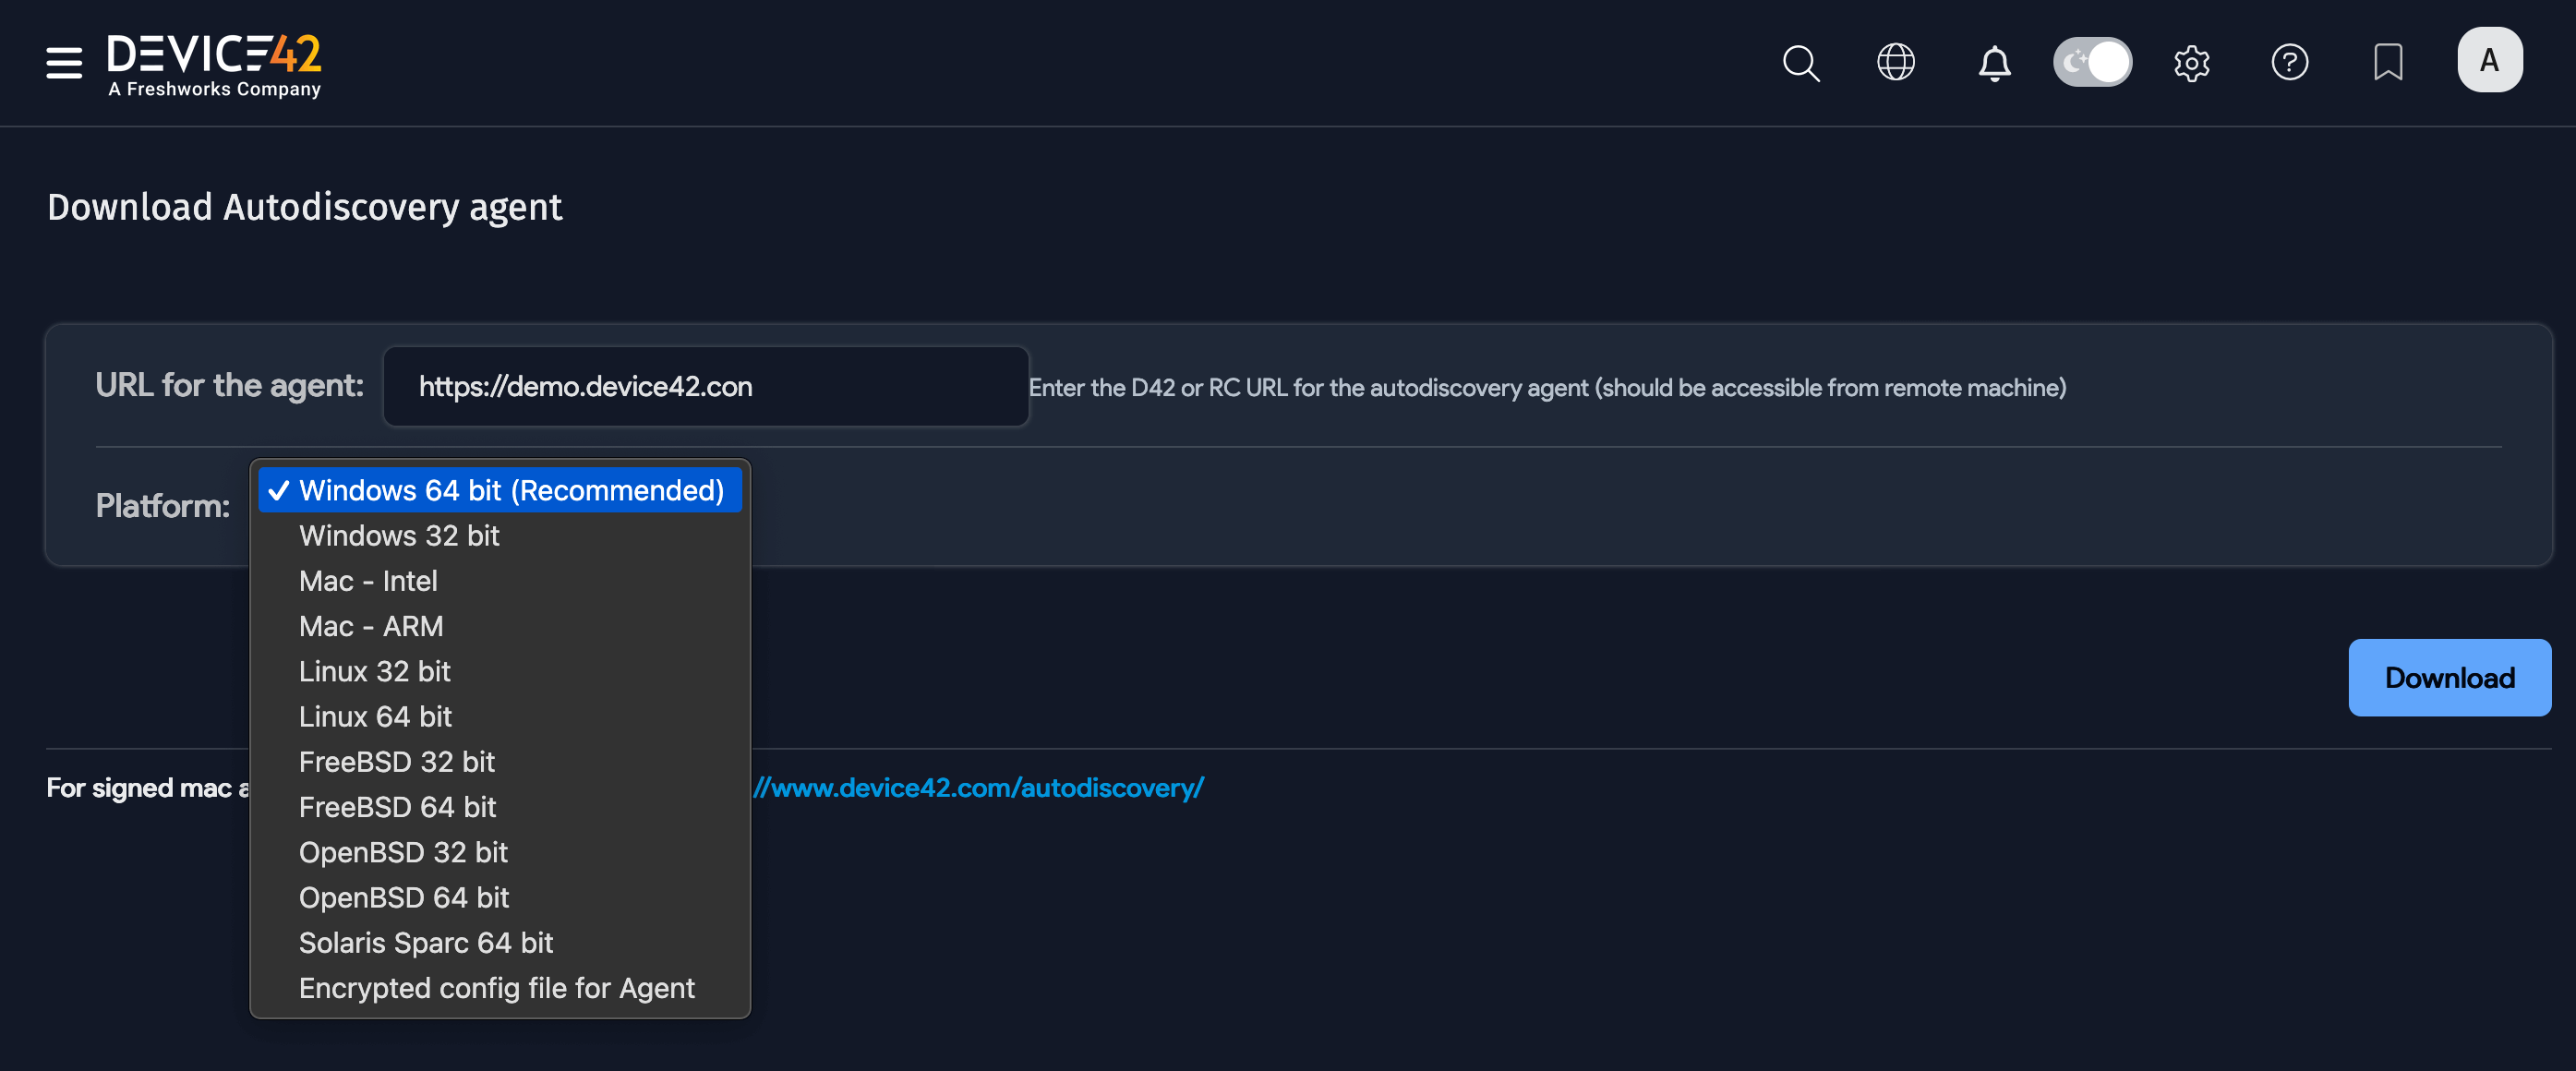 DEVICE42
A Freshworks Company
A
Download Autodiscovery agent
URL for the agent: https://demo.device42.con Enter the D42 or RC URL for the autodiscovery agent (should be accessible from remote machine)
Platform:
Windows 64 bit (Recommended)
Windows 32 bit
Mac - Intel
Mac - ARM
Linux 32 bit
Linux 64 bit
FreeBSD 32 bit
FreeBSD 64 bit
OpenBSD 32 bit
OpenBSD 64 bit
Solaris Sparc 64 bit
Encrypted config file for Agent
Download
For signed mac //www.device42.com/autodiscovery/